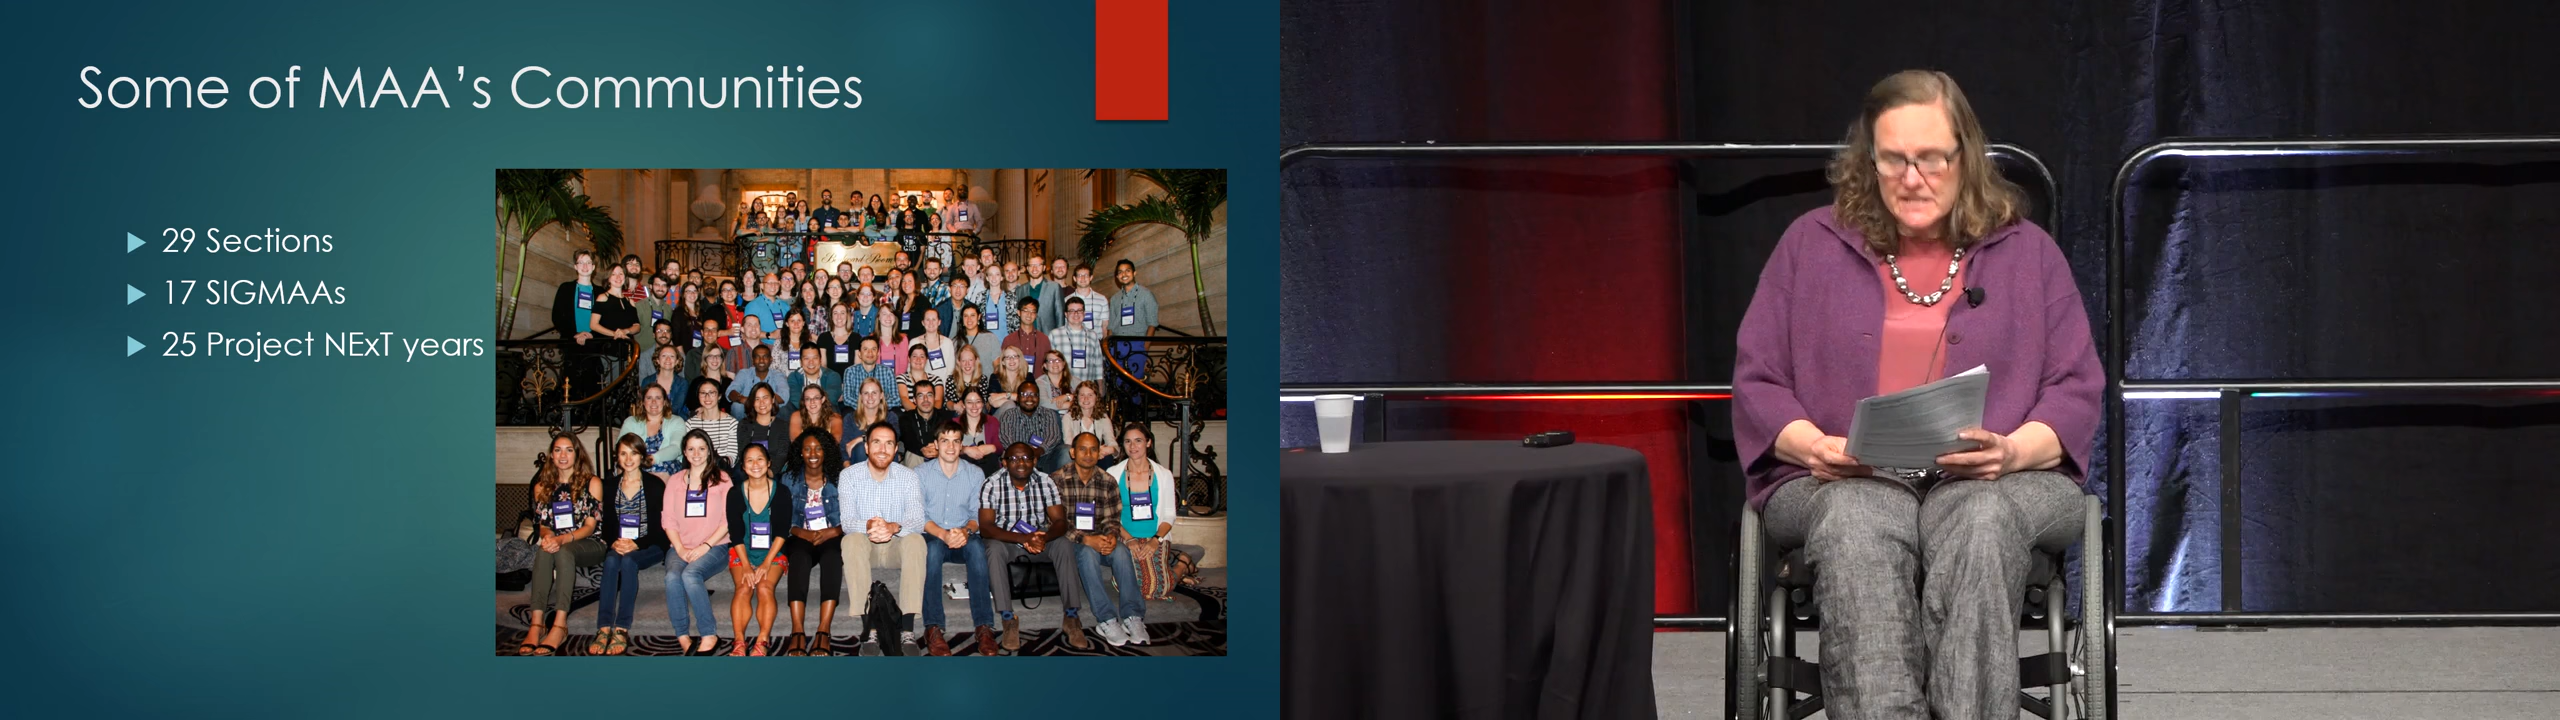 Some of MAA's Communities
29 Sections
17 SIGMAAs
25 Project NExT years